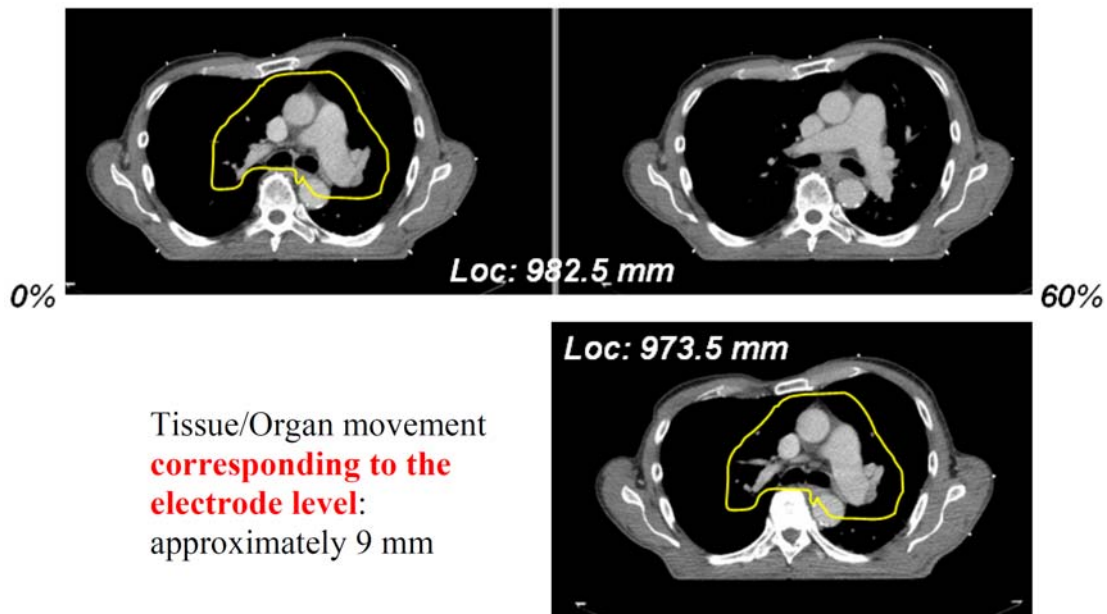 Loc: 982.5 mm
0%
60%
Loc: 973.5 mm
Tissue/Organ movement
corresponding to the
electrode level:
approximately 9 mm